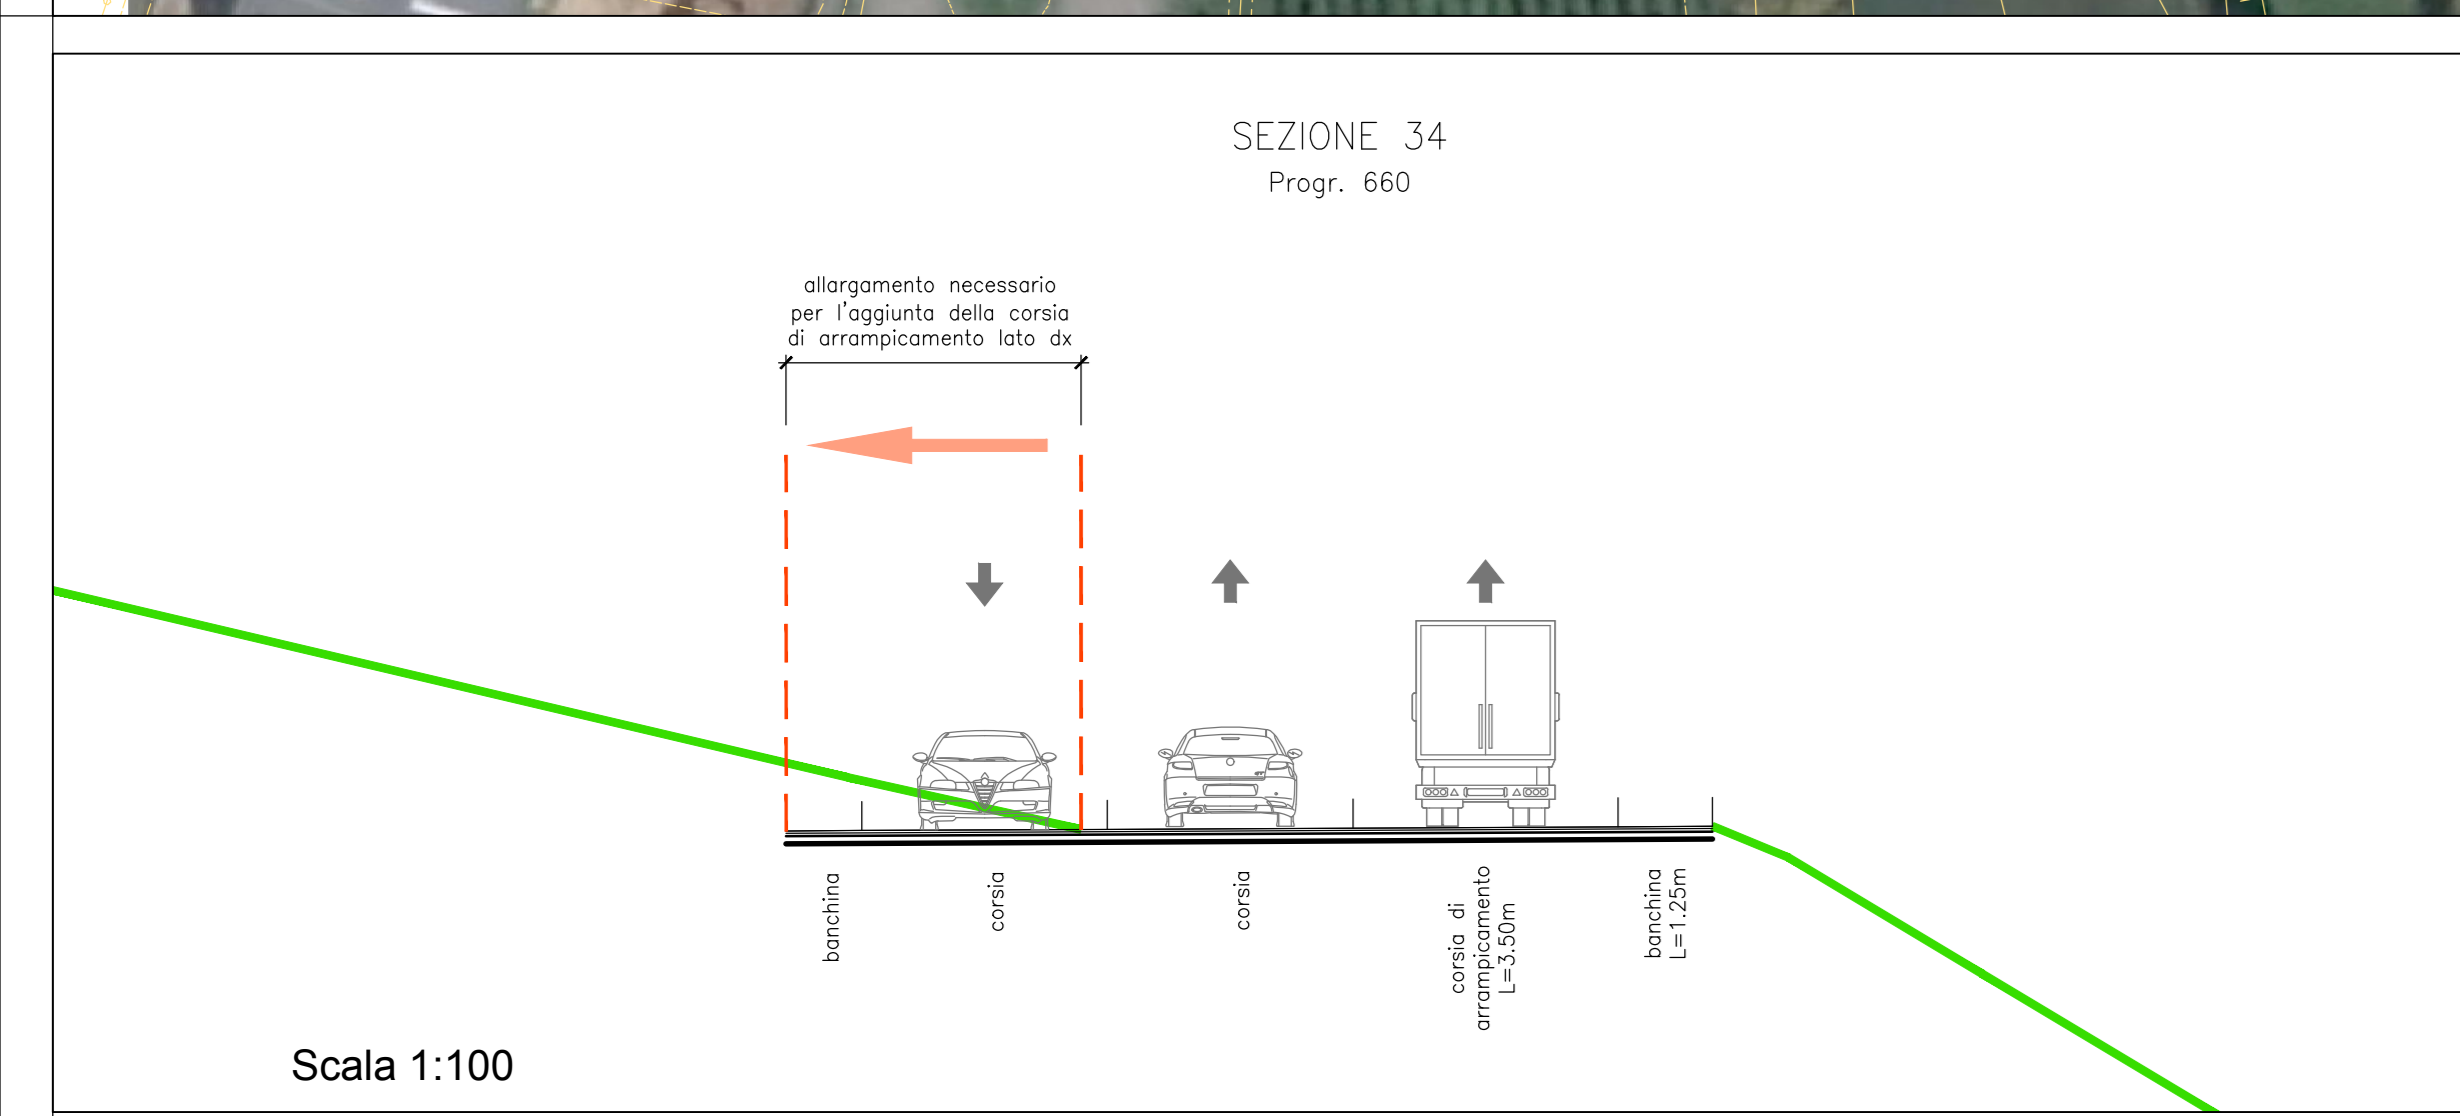 SEZIONE 34
Progr. 660
allargamento necessario
per l'aggiunta della corsia
di arrampicamento lato dx
banchina
corsia
corsia
corsia di
arrampicamento
L=3.50m
banchina
L=1.25m
Scala 1:100